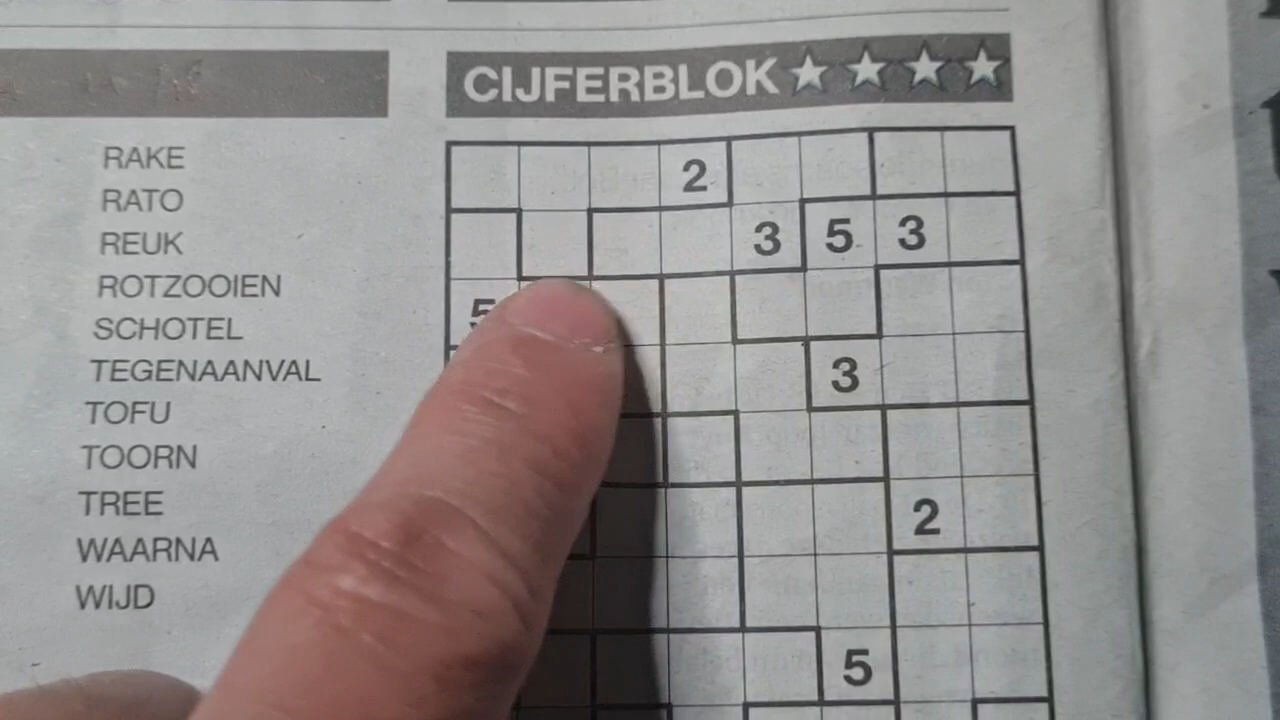 CIJFERBLOK
RAKE
RATO
REUK
ROTZOOIEN
SCHOTEL
TEGENAANVAL
TOFU
TOORN
TREE
WAARNA
WIJD
2
3 5 3
5
3
2
5